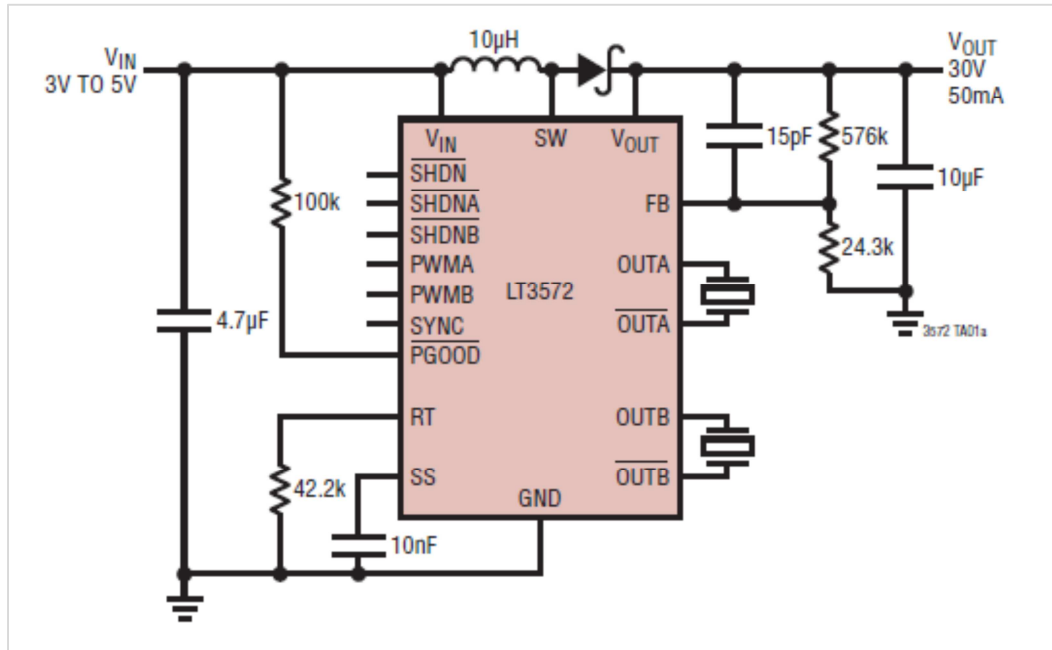 10µH
VIN
3V TO 5V
VOUT
30V
50mA
VIN
SW
VOUT
15pF
576k
10µF
SHDN
100k
SHDNA
FB
SHDNB
24.3k
PWMA
OUTA
LT3572
PWMB
4.7µF
SYNC
OUTA
3572 TA01a
PGOOD
RT
OUTB
42.2k
SS
OUTB
GND
10nF